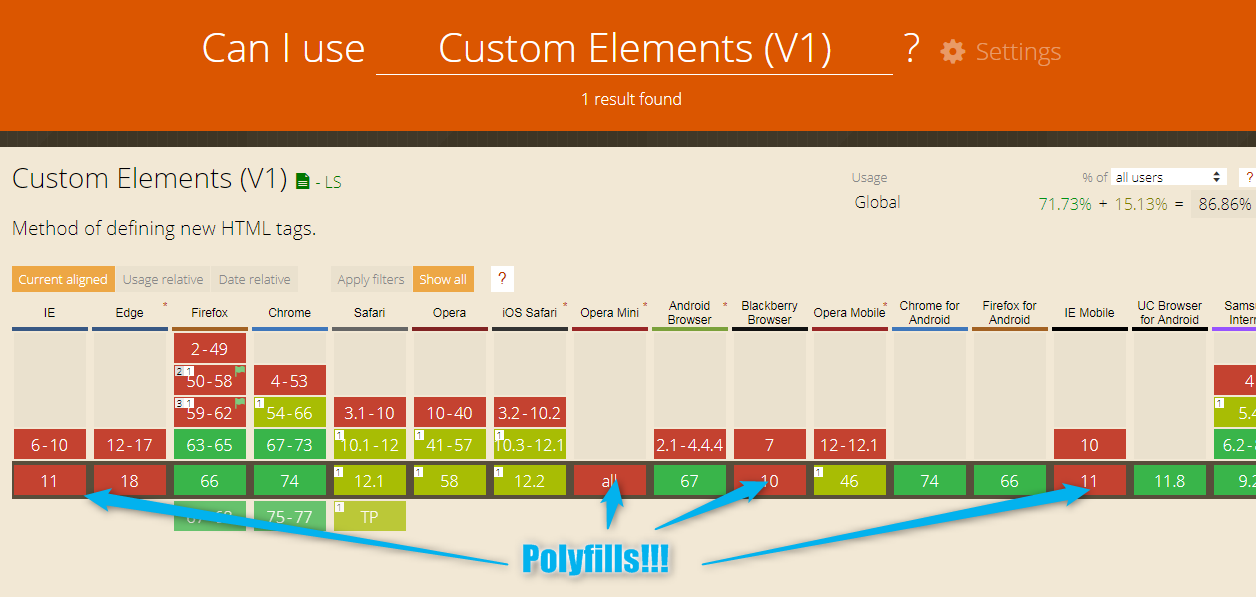 Can I use Custom Elements (V1) ? Settings
1 result found
Custom Elements (V1) - LS
Usage % of all users ?
Global 71.73% + 15.13% = 86.86%
Method of defining new HTML tags.
Current aligned Usage relative Date relative Apply filters Show all ?
IE Edge * Firefox Chrome Safari Opera iOS Safari * Opera Mini * Android Browser * Blackberry Browser Opera Mobile * Chrome for Android Firefox for Android IE Mobile UC Browser for Android
2-49
2 1 50-58 4-53 4
3 1 59-62 1 54-66 3.1-10 10-40 3.2-10.2 1 5.4
6-10 12-17 63-65 67-73 1 10.1-12 1 41-57 1 10.3-12.1 2.1-4.4.4 7 12-12.1 10 6.2-
11 18 66 74 1 12.1 1 58 1 12.2 all 67 10 1 46 74 66 11 11.8 9.2
75-77 1 TP
Polyfills!!!